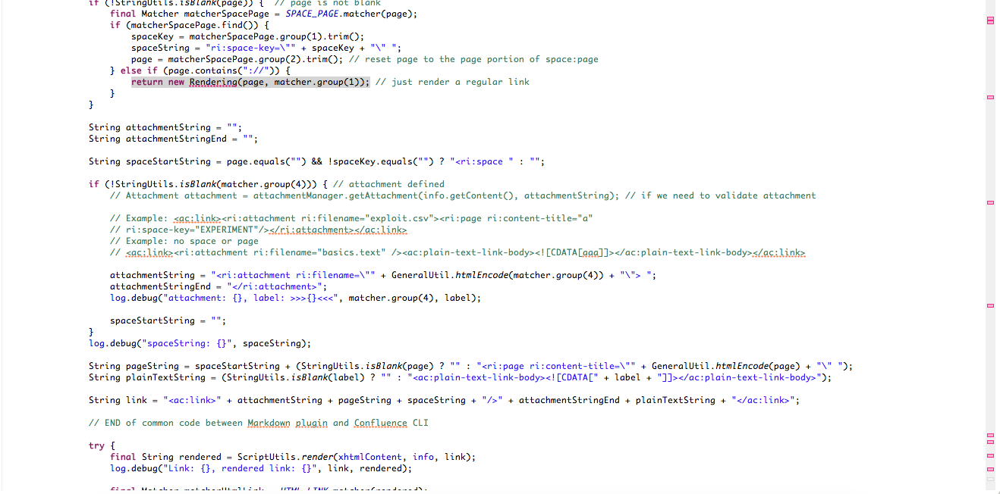 if (!StringUtils.isBlank(page)) {  // page is not blank
    final Matcher matcherSpacePage = SPACE_PAGE.matcher(page);
    if (matcherSpacePage.find()) {
        spaceKey = matcherSpacePage.group(1).trim();
        spaceString = "ri:space-key=\"" + spaceKey + "\" ";
        page = matcherSpacePage.group(2).trim(); // reset page to the page portion of space:page
    } else if (page.contains("://")) {
        return new Rendering(page, matcher.group(1)); // just render a regular link
    }
}
String attachmentString = "";
String attachmentStringEnd = "";
String spaceStartString = page.equals("") && !spaceKey.equals("") ? "<ri:space " : "";
if (!StringUtils.isBlank(matcher.group(4))) { // attachment defined
    // Attachment attachment = attachmentManager.getAttachment(info.getContent(), attachmentString); // if we need to validate attachment
    // Example: <ac:link><ri:attachment ri:filename="exploit.csv"><ri:page ri:content-title="a"
    // ri:space-key="EXPERIMENT"/></ri:attachment></ac:link>
    // Example: no space or page
    // <ac:link><ri:attachment ri:filename="basics.text" /><ac:plain-text-link-body><![CDATA[aaa]]></ac:plain-text-link-body></ac:link>
    attachmentString = "<ri:attachment ri:filename=\"" + GeneralUtil.htmlEncode(matcher.group(4)) + "\"> ";
    attachmentStringEnd = "</ri:attachment>";
    log.debug("attachment: {}, label: >>>{}<<<", matcher.group(4), label);
    spaceStartString = "";
}
log.debug("spaceString: {}", spaceString);
String pageString = spaceStartString + (StringUtils.isBlank(page) ? "" : "<ri:page ri:content-title=\"" + GeneralUtil.htmlEncode(page) + "\" ");
String plainTextString = (StringUtils.isBlank(label) ? "" : "<ac:plain-text-link-body><![CDATA[" + label + "]]></ac:plain-text-link-body>");
String link = "<ac:link>" + attachmentString + pageString + spaceString + "/>" + attachmentStringEnd + plainTextString + "</ac:link>";
// END of common code between Markdown plugin and Confluence CLI
try {
    final String rendered = ScriptUtils.render(xhtmlContent, info, link);
    log.debug("Link: {}, rendered link: {}", link, rendered);
    final Matcher matcherHtmlLink = HTML_LINK.matcher(rendered);